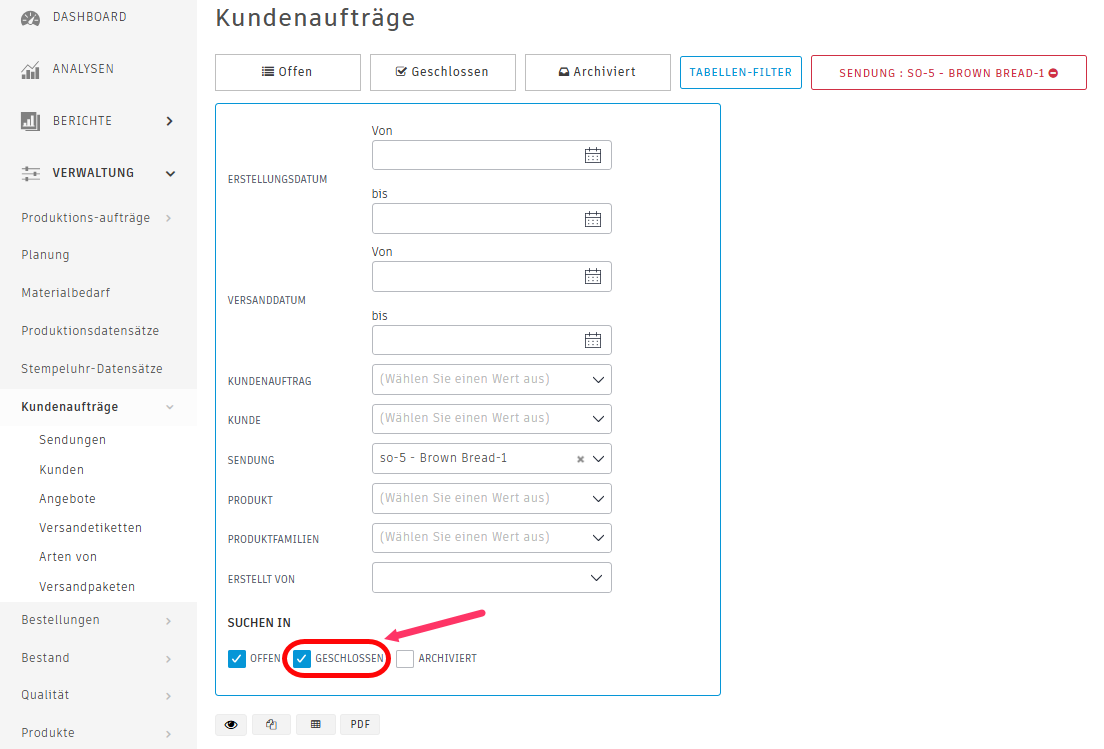 DASHBOARD
ANALYSEN
BERICHTE
VERWALTUNG
Produktions-aufträge
Planung
Materialbedarf
Produktionsdatensätze
Stempeluhr-Datensätze
Kundenaufträge
Sendungen
Kunden
Angebote
Versandetiketten
Arten von
Versandpaketen
Bestellungen
Bestand
Qualität
Produkte
Kundenaufträge
Offen
Geschlossen
Archiviert
TABELLEN-FILTER
SENDUNG : SO-5 - BROWN BREAD-1
ERSTELLUNGSDATUM
Von
bis
VERSANDDATUM
Von
bis
KUNDENAUFTRAG (Wählen Sie einen Wert aus)
KUNDE (Wählen Sie einen Wert aus)
SENDUNG so-5 - Brown Bread-1
PRODUKT (Wählen Sie einen Wert aus)
PRODUKTFAMILIEN (Wählen Sie einen Wert aus)
ERSTELLT VON
SUCHEN IN
OFFEN GESCHLOSSEN ARCHIVIERT
PDF